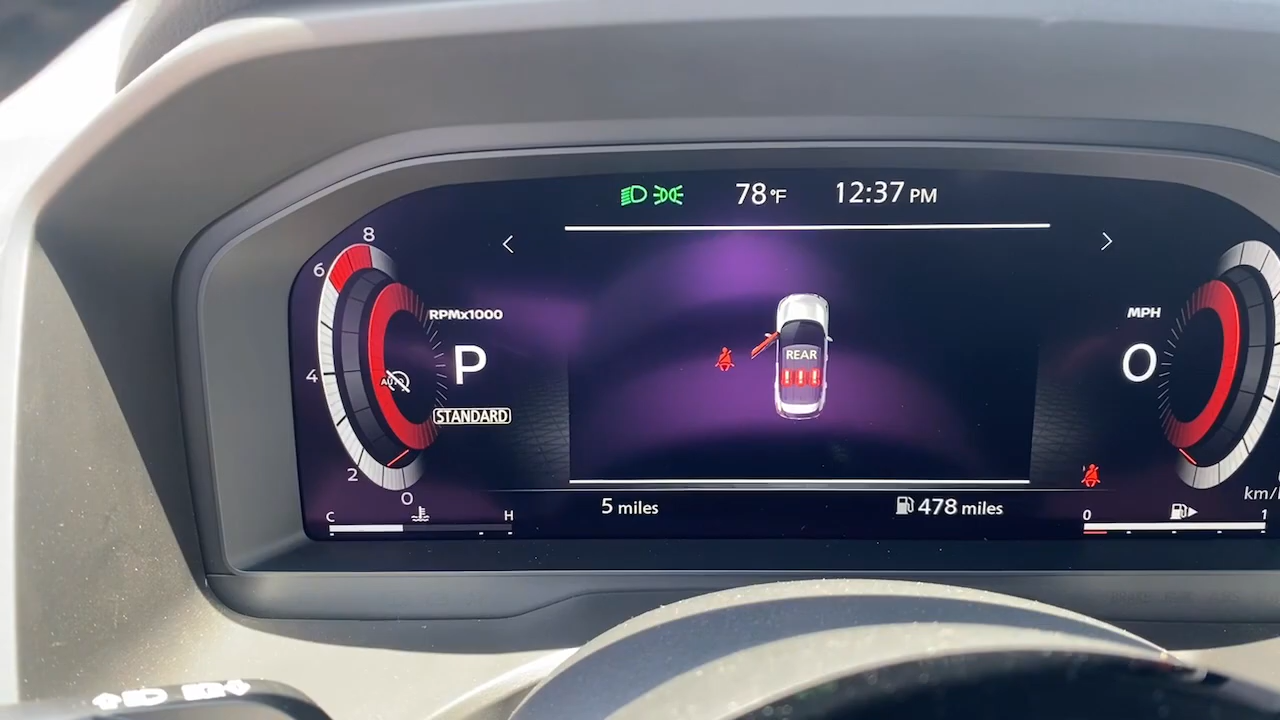 78°F 12:37 PM
8
6
RPMx1000
P
4
AUTO
STANDARD
2
0
C H
REAR
5 miles
478 miles
MPH
0
km/
0 1